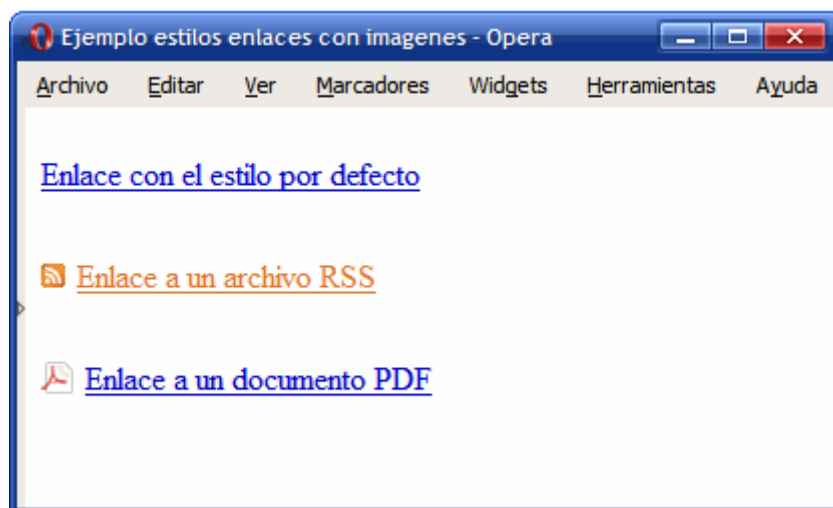 Ejemplo estilos enlaces con imagenes - Opera
Archivo Editar Ver Marcadores Widgets Herramientas Ayuda
Enlace con el estilo por defecto
Enlace a un archivo RSS
Enlace a un documento PDF